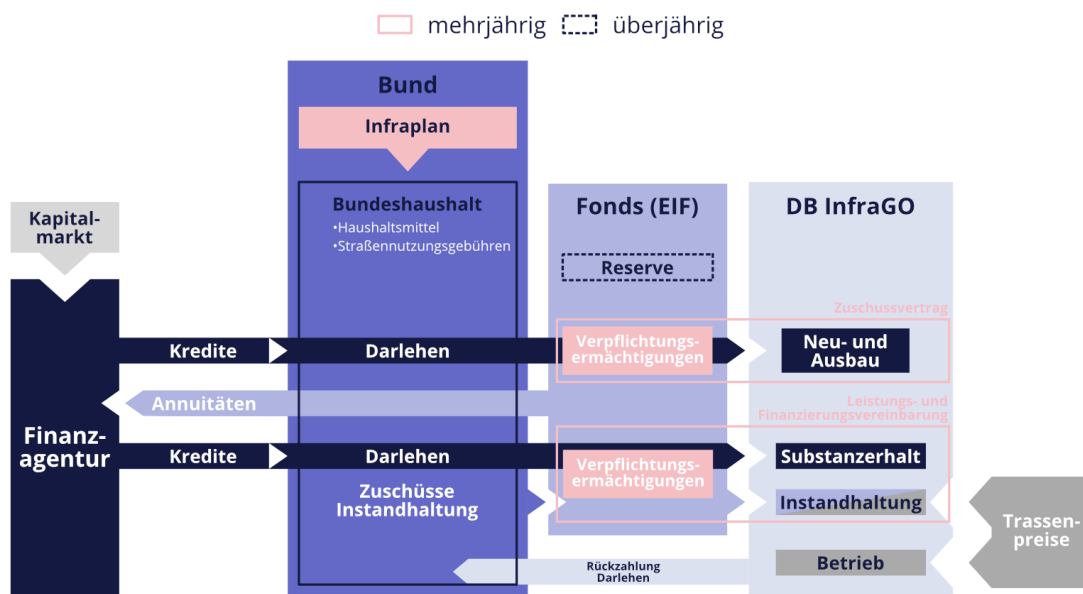 mehrjährig
überjährig
Bund
Infraplan
Kapital-
markt
Bundeshaushalt
•Haushaltsmittel
•Straßennutzungsgebühren
Fonds (EIF)
DB InfraGO
Reserve
Zuschussvertrag
Kredite
Darlehen
Verpflichtungs-
ermächtigungen
Neu- und
Ausbau
Annuitäten
Leistungs- und
Finanzierungsvereinbarung
Finanz-
agentur
Kredite
Darlehen
Verpflichtungs-
ermächtigungen
Substanzerhalt
Zuschüsse
Instandhaltung
Instandhaltung
Trassen-
preise
Rückzahlung
Darlehen
Betrieb